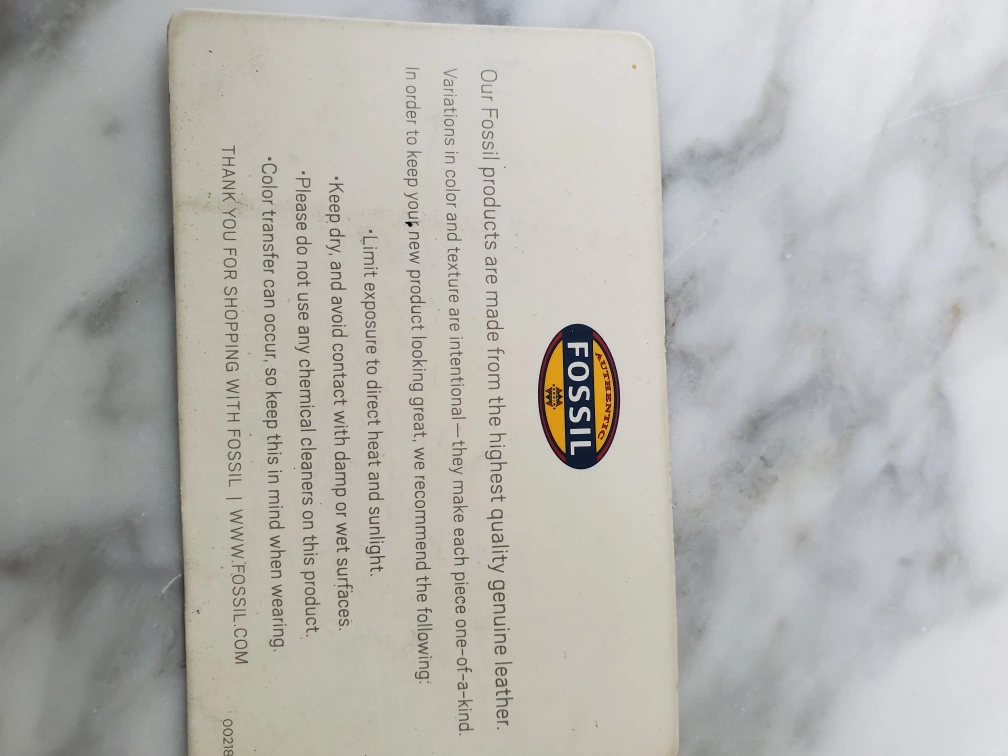 AUTHENTIC
FOSSIL
Our Fossil products are made from the highest quality genuine leather.
Variations in color and texture are intentional—they make each piece one-of-a-kind.
In order to keep your new product looking great, we recommend the following:
•Limit exposure to direct heat and sunlight.
•Keep dry, and avoid contact with damp or wet surfaces.
•Please do not use any chemical cleaners on this product.
•Color transfer can occur, so keep this in mind when wearing.
THANK YOU FOR SHOPPING WITH FOSSIL | WWW.FOSSIL.COM
00218